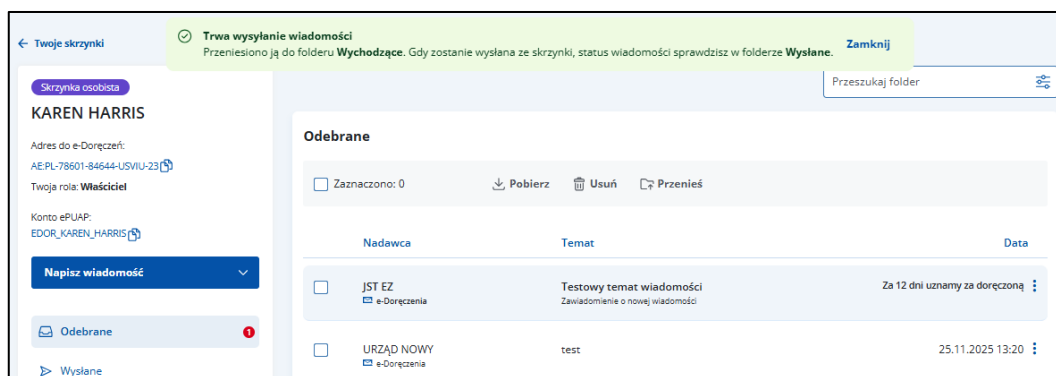 ← Twoje skrzynki
Trwa wysyłanie wiadomości
Przeniesiono ją do folderu Wychodzące. Gdy zostanie wysłana ze skrzynki, status wiadomości sprawdzisz w folderze Wysłane.
Zamknij
Skrzynka osobista
KAREN HARRIS
Adres do e-Doręczeń:
AE:PL-78601-84644-USVIU-23
Twoja rola: Właściciel
Konto ePUAP:
EDOR_KAREN_HARRIS
Napisz wiadomość
Odebrane 1
Wysłane
Przeszukaj folder
Odebrane
Zaznaczono: 0 Pobierz Usuń Przenieś
Nadawca Temat Data
JST EZ Testowy temat wiadomości Za 12 dni uznamy za doręczoną
e-Doręczenia Zawiadomienie o nowej wiadomości
URZĄD NOWY test 25.11.2025 13:20
e-Doręczenia